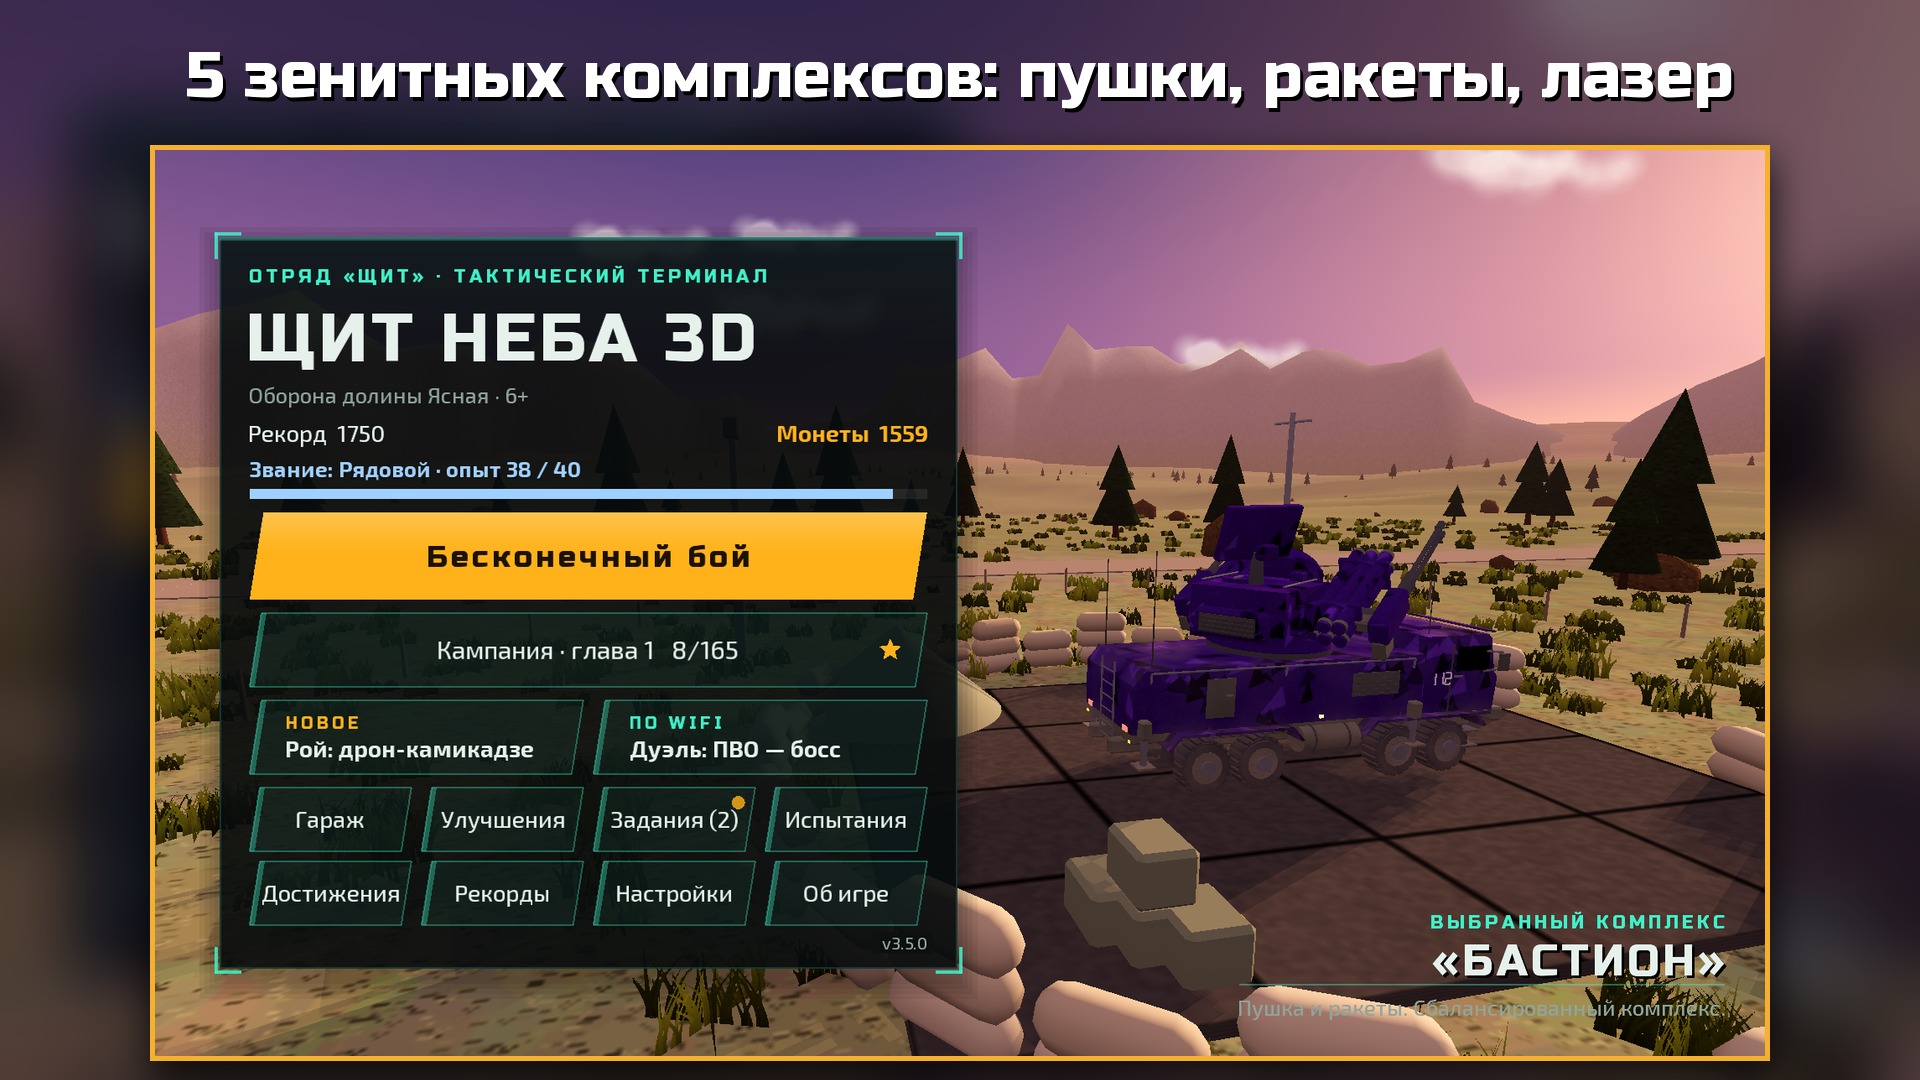 5 зенитных комплексов: пушки, ракеты, лазер
ОТРЯД «ЩИТ» · ТАКТИЧЕСКИЙ ТЕРМИНАЛ
ЩИТ НЕБА 3D
Оборона долины Ясная · 6+
Рекорд 1750
Монеты 1559
Звание: Рядовой · опыт 38 / 40
Бесконечный бой
Кампания · глава 1 8/165
НОВОЕ
Рой: дрон-камикадзе
ПО WIFI
Дуэль: ПВО — босс
Гараж
Улучшения
Задания (2)
Испытания
Достижения
Рекорды
Настройки
Об игре
v3.5.0
112
ВЫБРАННЫЙ КОМПЛЕКС
«БАСТИОН»
Пушка и ракеты. Сбалансированный комплекс.